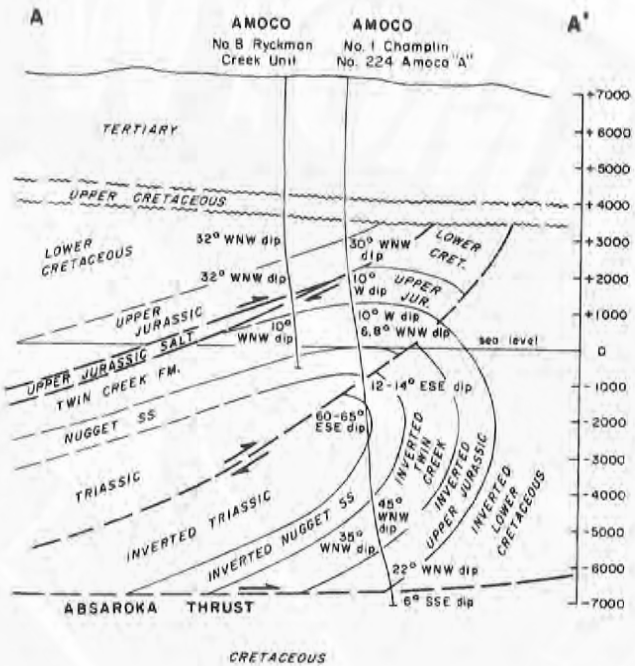 A
AMOCO
No. 8 Ryckman
Creek Unit
AMOCO
No. 1 Champlin
No. 224 Amoco "A"
A'
+7000
+6000
+5000
+4000
+3000
+2000
+1000
0
-1000
-2000
-3000
-4000
-5000
-6000
-7000
TERTIARY
UPPER CRETACEOUS
LOWER
CRETACEOUS
32° WNW dip
30° WNW
dip
LOWER
CRET.
32° WNW dip
10°
W dip
UPPER
JUR.
UPPER
JURASSIC
10°
WNW dip
10° W dip
6,8° WNW dip
sea level
UPPER JURASSIC SALT
TWIN CREEK FM.
12-14° ESE dip
NUGGET SS
60-65°
ESE dip
INVERTED
TWIN
CREEK
TRIASSIC
INVERTED
UPPER JURASSIC
INVERTED
LOWER
CRETACEOUS
INVERTED TRIASSIC
INVERTED NUGGET SS
45°
WNW
dip
35°
WNW
dip
22° WNW dip
6° SSE dip
ABSAROKA THRUST
CRETACEOUS